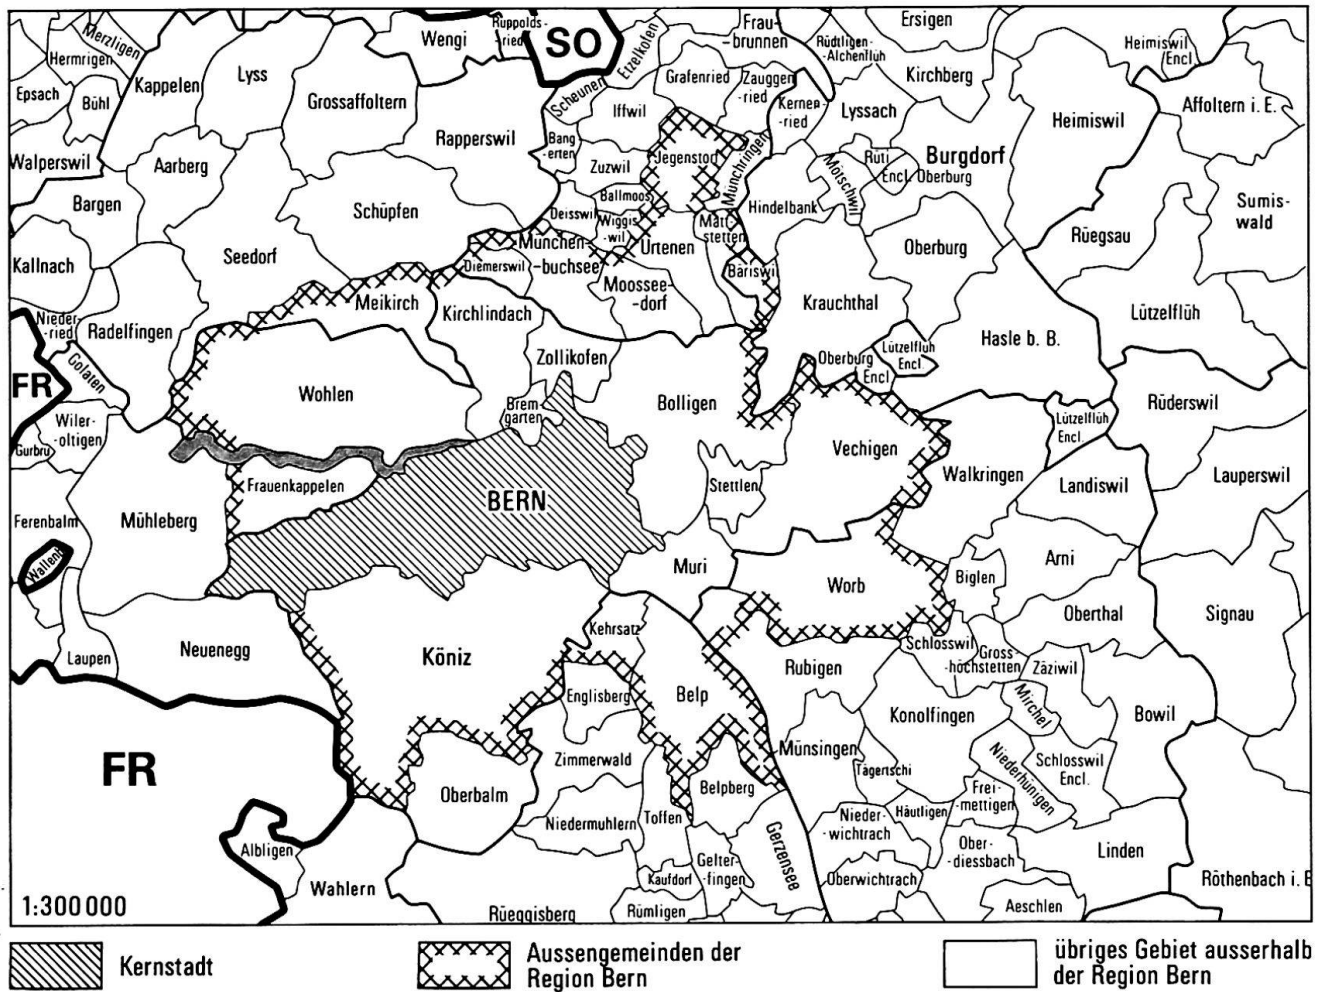 Merzligen
Hermrigen
Epsach
Bühl
Kappelen
Lyss
Grossaffoltern
Wengi
Ruppolds-
ried
SO
Etzelkofen
Scheunen
Frau-
-brunnen
Grafenried
Zauggen
-ried
Iffwil
Rüdtligen-
-Alchenflüh
Ersigen
Kirchberg
Kernen-
-ried
Lyssach
Heimiswil
Encl.
Affoltern i. E.
Heimiswil
Walperswil
Aarberg
Rapperswil
Bang
-erten
Zuzwil
Jegenstorf
Münchringen
Mötschwil
Rüti
Encl. Oberburg
Burgdorf
Bargen
Schüpfen
Ballmoos
Deisswil
Wiggis
-wil
Mätt-
stetten
Hindelbank
Sumis-
wald
Rüegsau
Oberburg
Kallnach
Seedorf
München-
-buchsee
Diemerswil
Urtenen
Moossee-
-dorf
Bäriswil
Krauchthal
Meikirch
Kirchlindach
Lützelflüh
Nieder-
-ried
Radelfingen
Golaten
FR
Hasle b. B.
Lützelflüh
Encl.
Oberburg
Encl.
Zollikofen
Wohlen
Brem-
garten
Bolligen
Rüderswil
Wiler-
-oltigen
Gurbrü
Lützelflüh
Encl.
Vechigen
Walkringen
Landiswil
Lauperswil
Frauenkappelen
BERN
Stettlen
Ferenbalm
Mühleberg
Muri
Arni
Wallenb.
Worb
Biglen
Oberthal
Signau
Neuenegg
Laupen
Köniz
Kehrsatz
Rubigen
Schlosswil
Gross-
-höchstetten
Zäziwil
Englisberg
Belp
Konolfingen
Mirchel
Bowil
FR
Zimmerwald
Münsingen
Tägertschi
Niederhünigen
Schlosswil
Encl.
Oberbalm
Belpberg
Frei-
-mettigen
Niedermuhlern
Toffen
Nieder-
-wichtrach
Häutligen
Albligen
Gerzensee
Ober-
-diessbach
Linden
Wahlern
Gelter-
-fingen
Kaufdorf
Oberwichtrach
Röthenbach i. E
1:300 000
Rüeggisberg
Rümligen
Aeschlen
Kernstadt
Aussengemeinden der
Region Bern
übriges Gebiet ausserhalb
der Region Bern